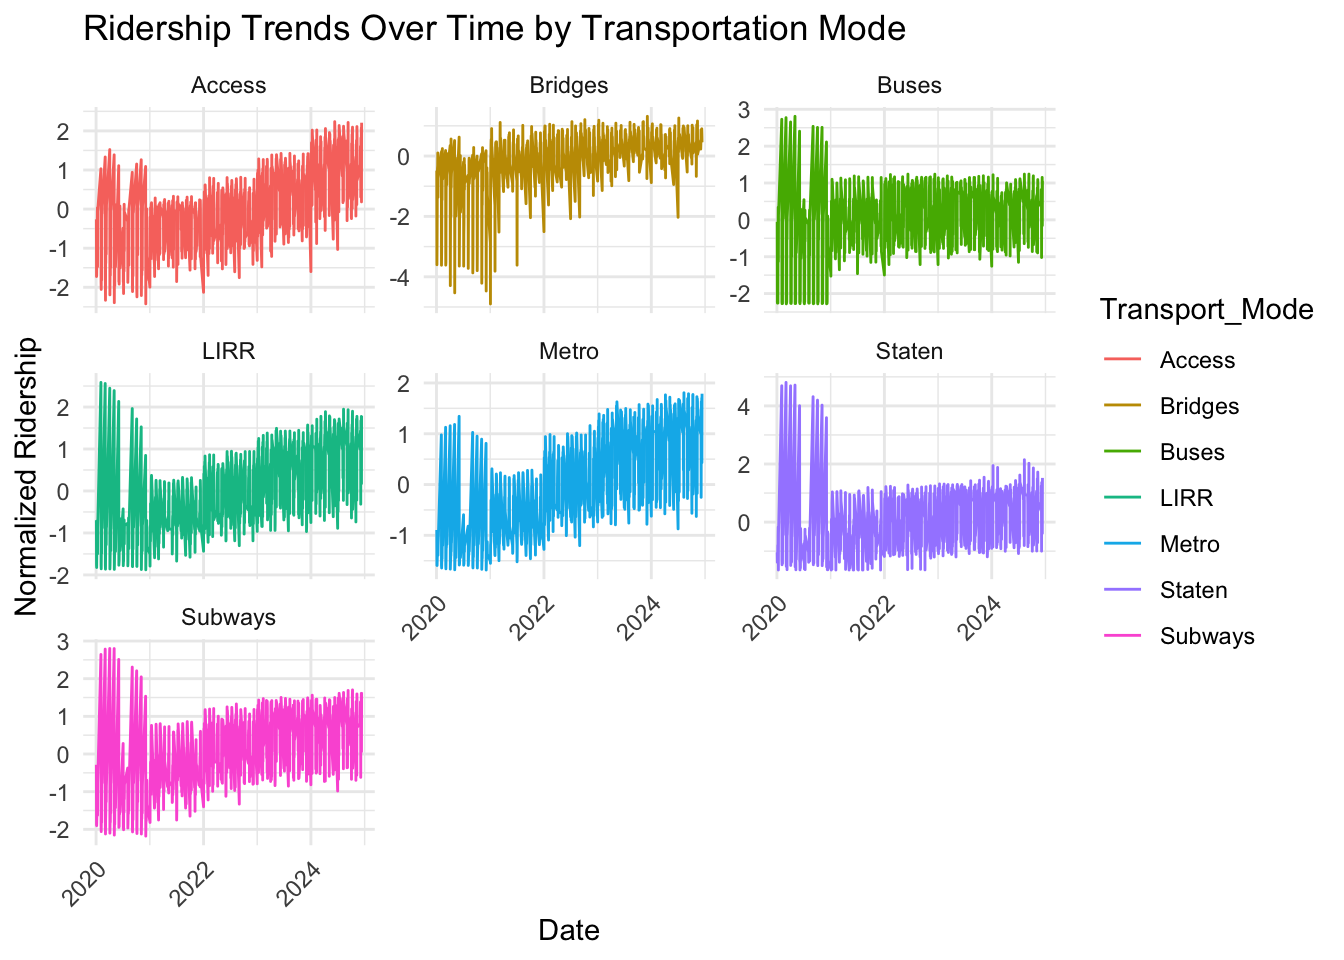 Ridership Trends Over Time by Transportation Mode
Access
Bridges
Buses
2
1
0
-1
-2
0
-2
-4
3
2
1
0
-1
-2
Normalized Ridership
LIRR
Metro
Staten
2
1
0
-1
-2
2
1
0
-1
4
2
0
2020
2022
2024
2020
2022
2024
Subways
3
2
1
0
-1
-2
2020
2022
2024
Date
Transport_Mode
Access
Bridges
Buses
LIRR
Metro
Staten
Subways